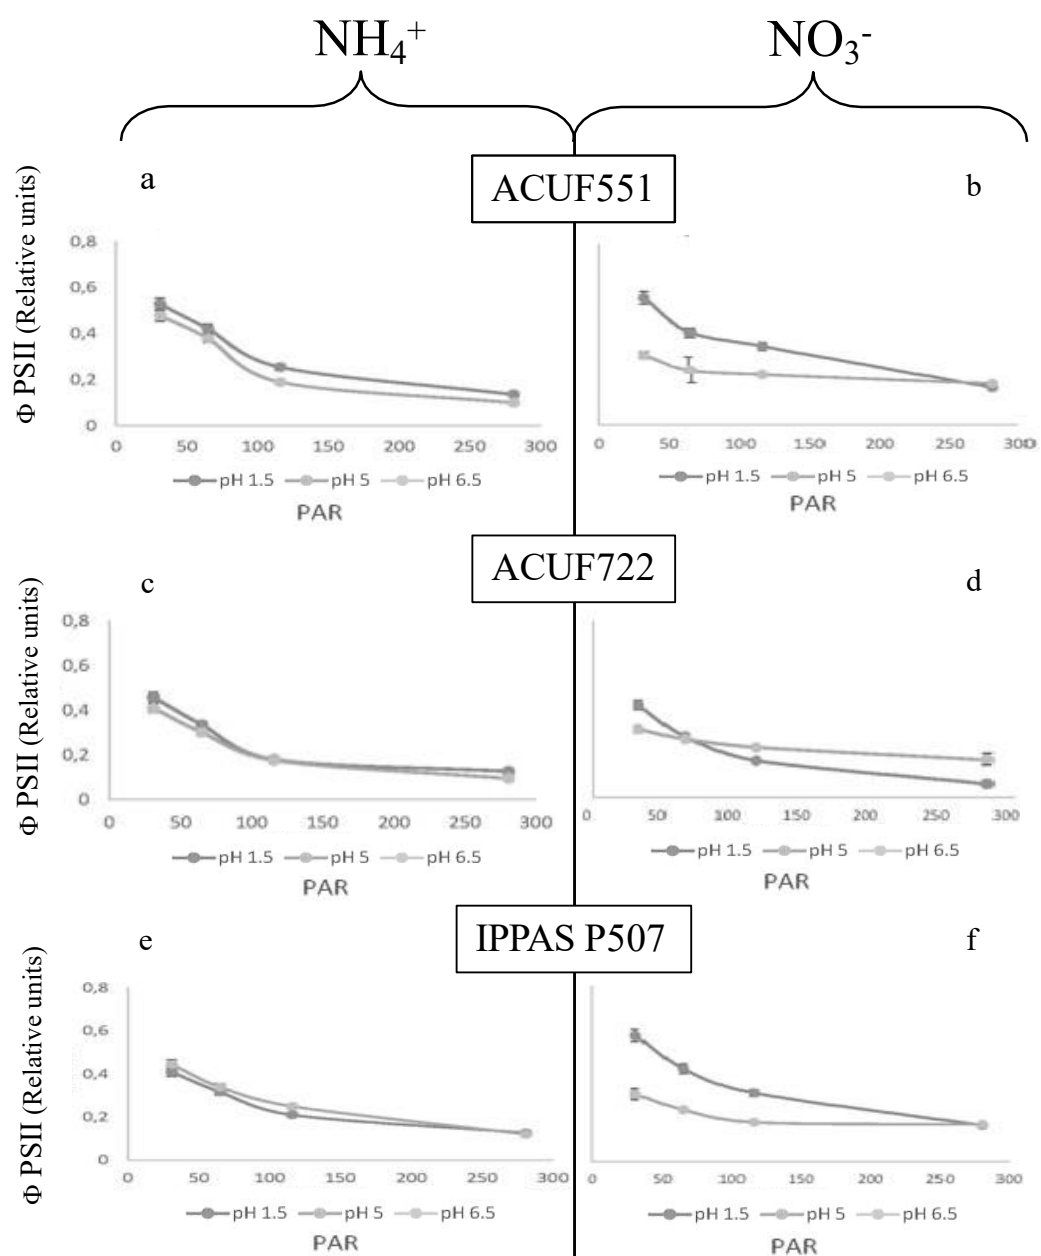 NH₄⁺ NO₃⁻
a ACUF551 b
Φ PSII (Relative units)
0,8
0,6
0,4
0,2
0
0 50 100 150 200 250 300
0 50 100 150 200 250 300
pH 1.5 pH 5 pH 6.5
pH 1.5 pH 5 pH 6.5
PAR
PAR
c ACUF722 d
Φ PSII (Relative units)
0,8
0,6
0,4
0,2
0
0 50 100 150 200 250 300
0 50 100 150 200 250 300
pH 1.5 pH 5 pH 6.5
pH 1.5 pH 5 pH 6.5
PAR
PAR
e IPPAS P507 f
Φ PSII (Relative units)
0,8
0,6
0,4
0,2
0
0 50 100 150 200 250 300
0 50 100 150 200 250 300
pH 1.5 pH 5 pH 6.5
pH 1.5 pH 5 pH 6.5
PAR
PAR